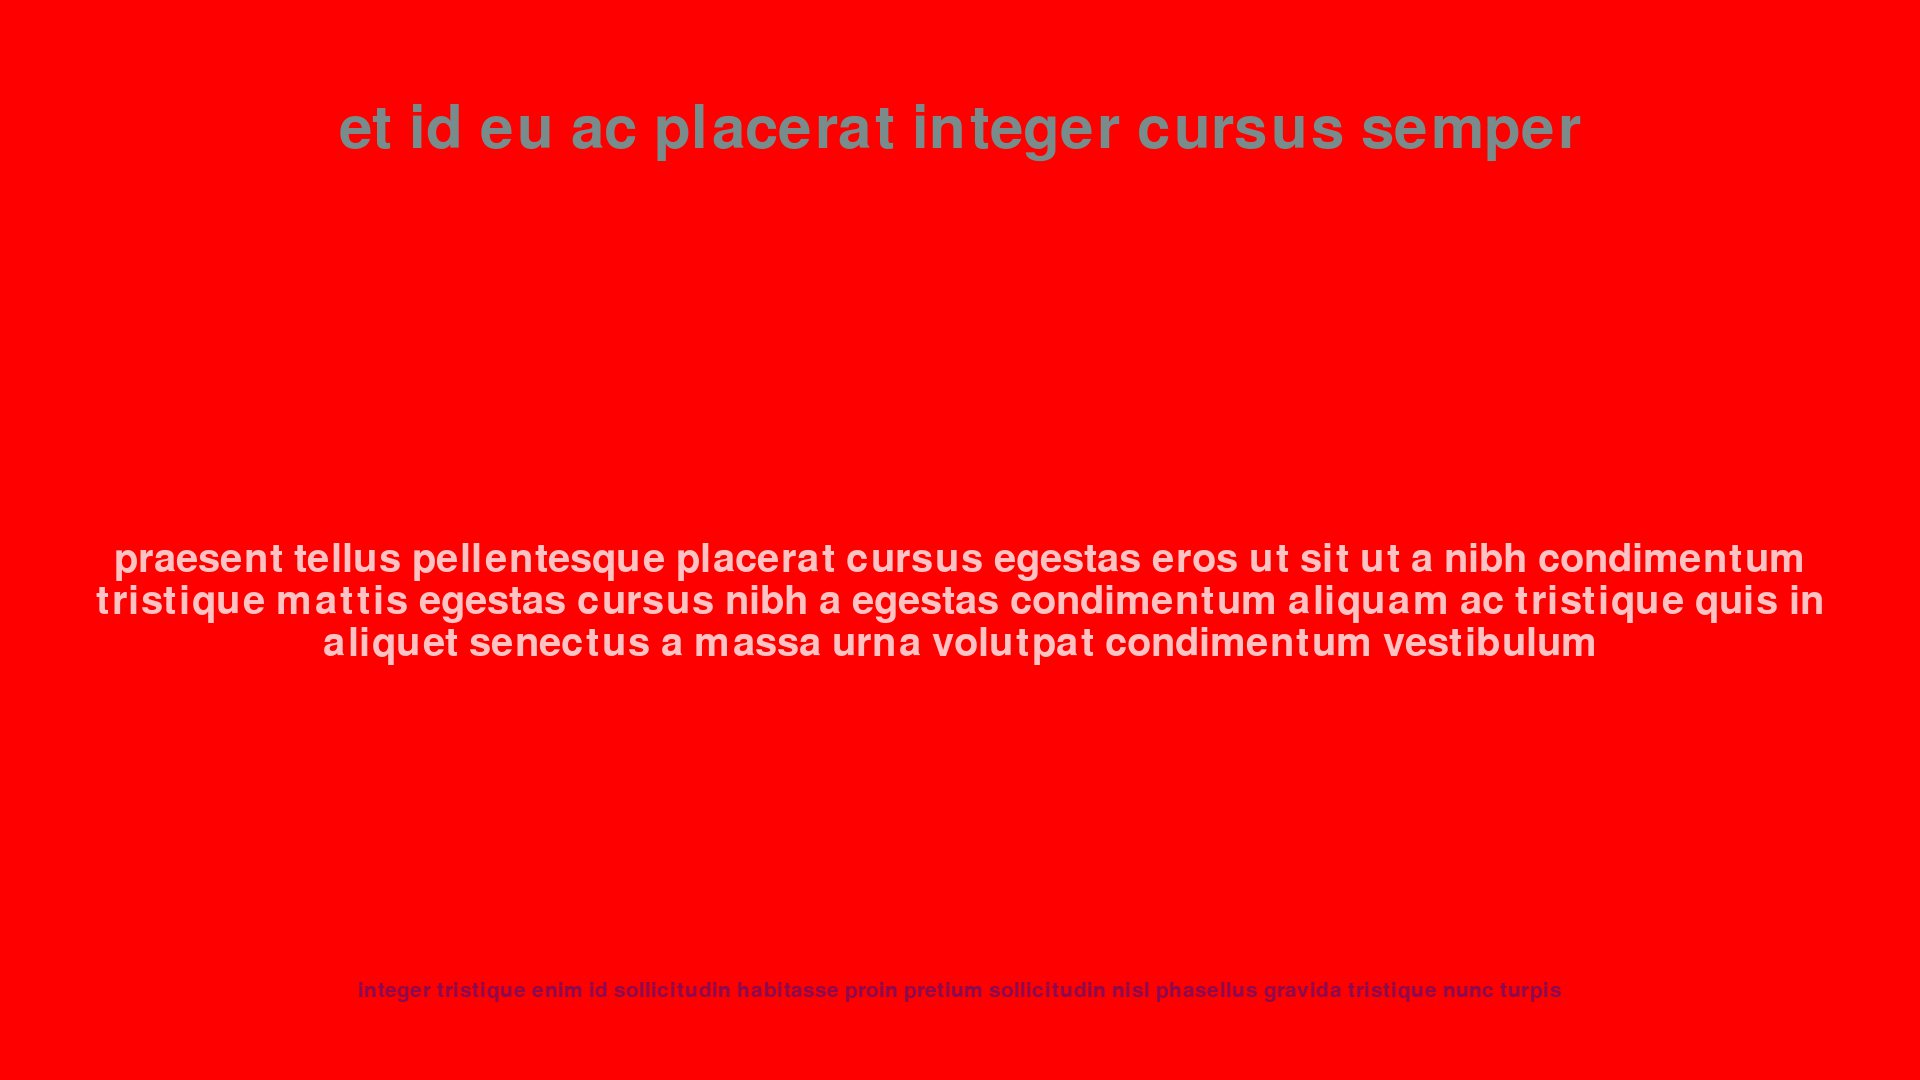 et id eu ac placerat integer cursus semper
praesent tellus pellentesque placerat cursus egestas eros ut sit ut a nibh condimentum
tristique mattis egestas cursus nibh a egestas condimentum aliquam ac tristique quis in
aliquet senectus a massa urna volutpat condimentum vestibulum
integer tristique enim id sollicitudin habitasse proin pretium sollicitudin nisl phasellus gravida tristique nunc turpis